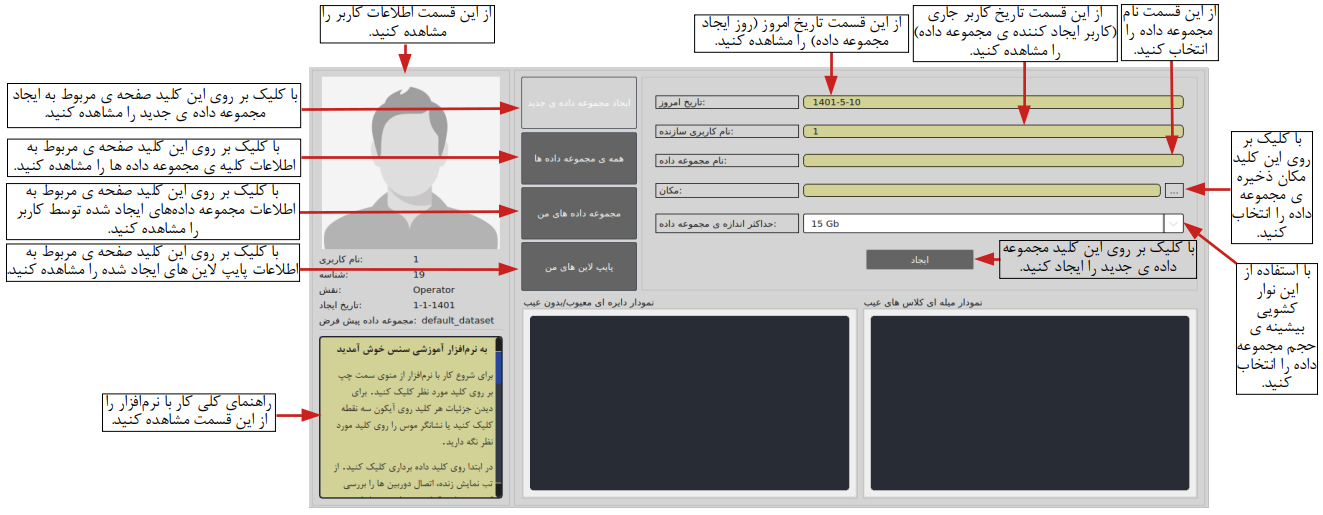 از این قسمت اطلاعات کاربر را
مشاهده کنید.
از این قسمت تاریخ امروز (روز ایجاد
مجموعه داده) را مشاهده کنید.
از این قسمت تاریخ کاربر جاری
(کاربر ایجاد کننده ی مجموعه داده)
را مشاهده کنید.
از این قسمت نام
مجموعه داده را
انتخاب کنید.
با کلیک بر روی این کلید صفحه ی مربوط به ایجاد
مجموعه داده ی جدید را مشاهده کنید.
با کلیک بر روی این کلید صفحه ی مربوط به
اطلاعات کلیه ی مجموعه داده ها را مشاهده کنید.
با کلیک بر روی این کلید صفحه ی مربوط به
اطلاعات مجموعه داده‌های ایجاد شده توسط کاربر
را مشاهده کنید.
با کلیک بر روی این کلید صفحه ی مربوط به
اطلاعات پایپ لاین های ایجاد شده را مشاهده کنید.
راهنمای کلی کار با نرم‌افزار را
از این قسمت مشاهده کنید.
نام کاربری: 1
شناسه: 19
نقش: Operator
تاریخ ایجاد: 1-1-1401
مجموعه داده پیش فرض: default_dataset
به نرم‌افزار آموزشی سنس خوش آمدید
برای شروع کار با نرم‌افزار از منوی سمت چپ
بر روی کلید مورد نظر کلیک کنید. برای
دیدن جزئیات هر کلید روی آیکون سه نقطه
کلیک کنید یا نشانگر موس را روی کلید مورد
نظر نگه دارید.
در ابتدا روی کلید داده برداری کلیک کنید. از
تب نمایش زنده، اتصال دوربین ها را بررسی
ایجاد مجموعه داده ی جدید
همه ی مجموعه داده ها
مجموعه داده های من
پایپ لاین های من
تاریخ امروز: 1401-5-10
نام کاربری سازنده: 1
نام مجموعه داده:
مکان: ...
حداکثر اندازه ی مجموعه داده: 15 Gb
ایجاد
با کلیک بر روی این کلید مجموعه
داده ی جدید را ایجاد کنید.
نمودار دایره ای معیوب/بدون عیب
نمودار میله ای کلاس های عیب
با کلیک بر
روی این کلید
مکان ذخیره
ی مجموعه
داده را انتخاب
کنید.
با استفاده از
این نوار
کشویی
بیشینه ی
حجم مجموعه
داده را انتخاب
کنید.